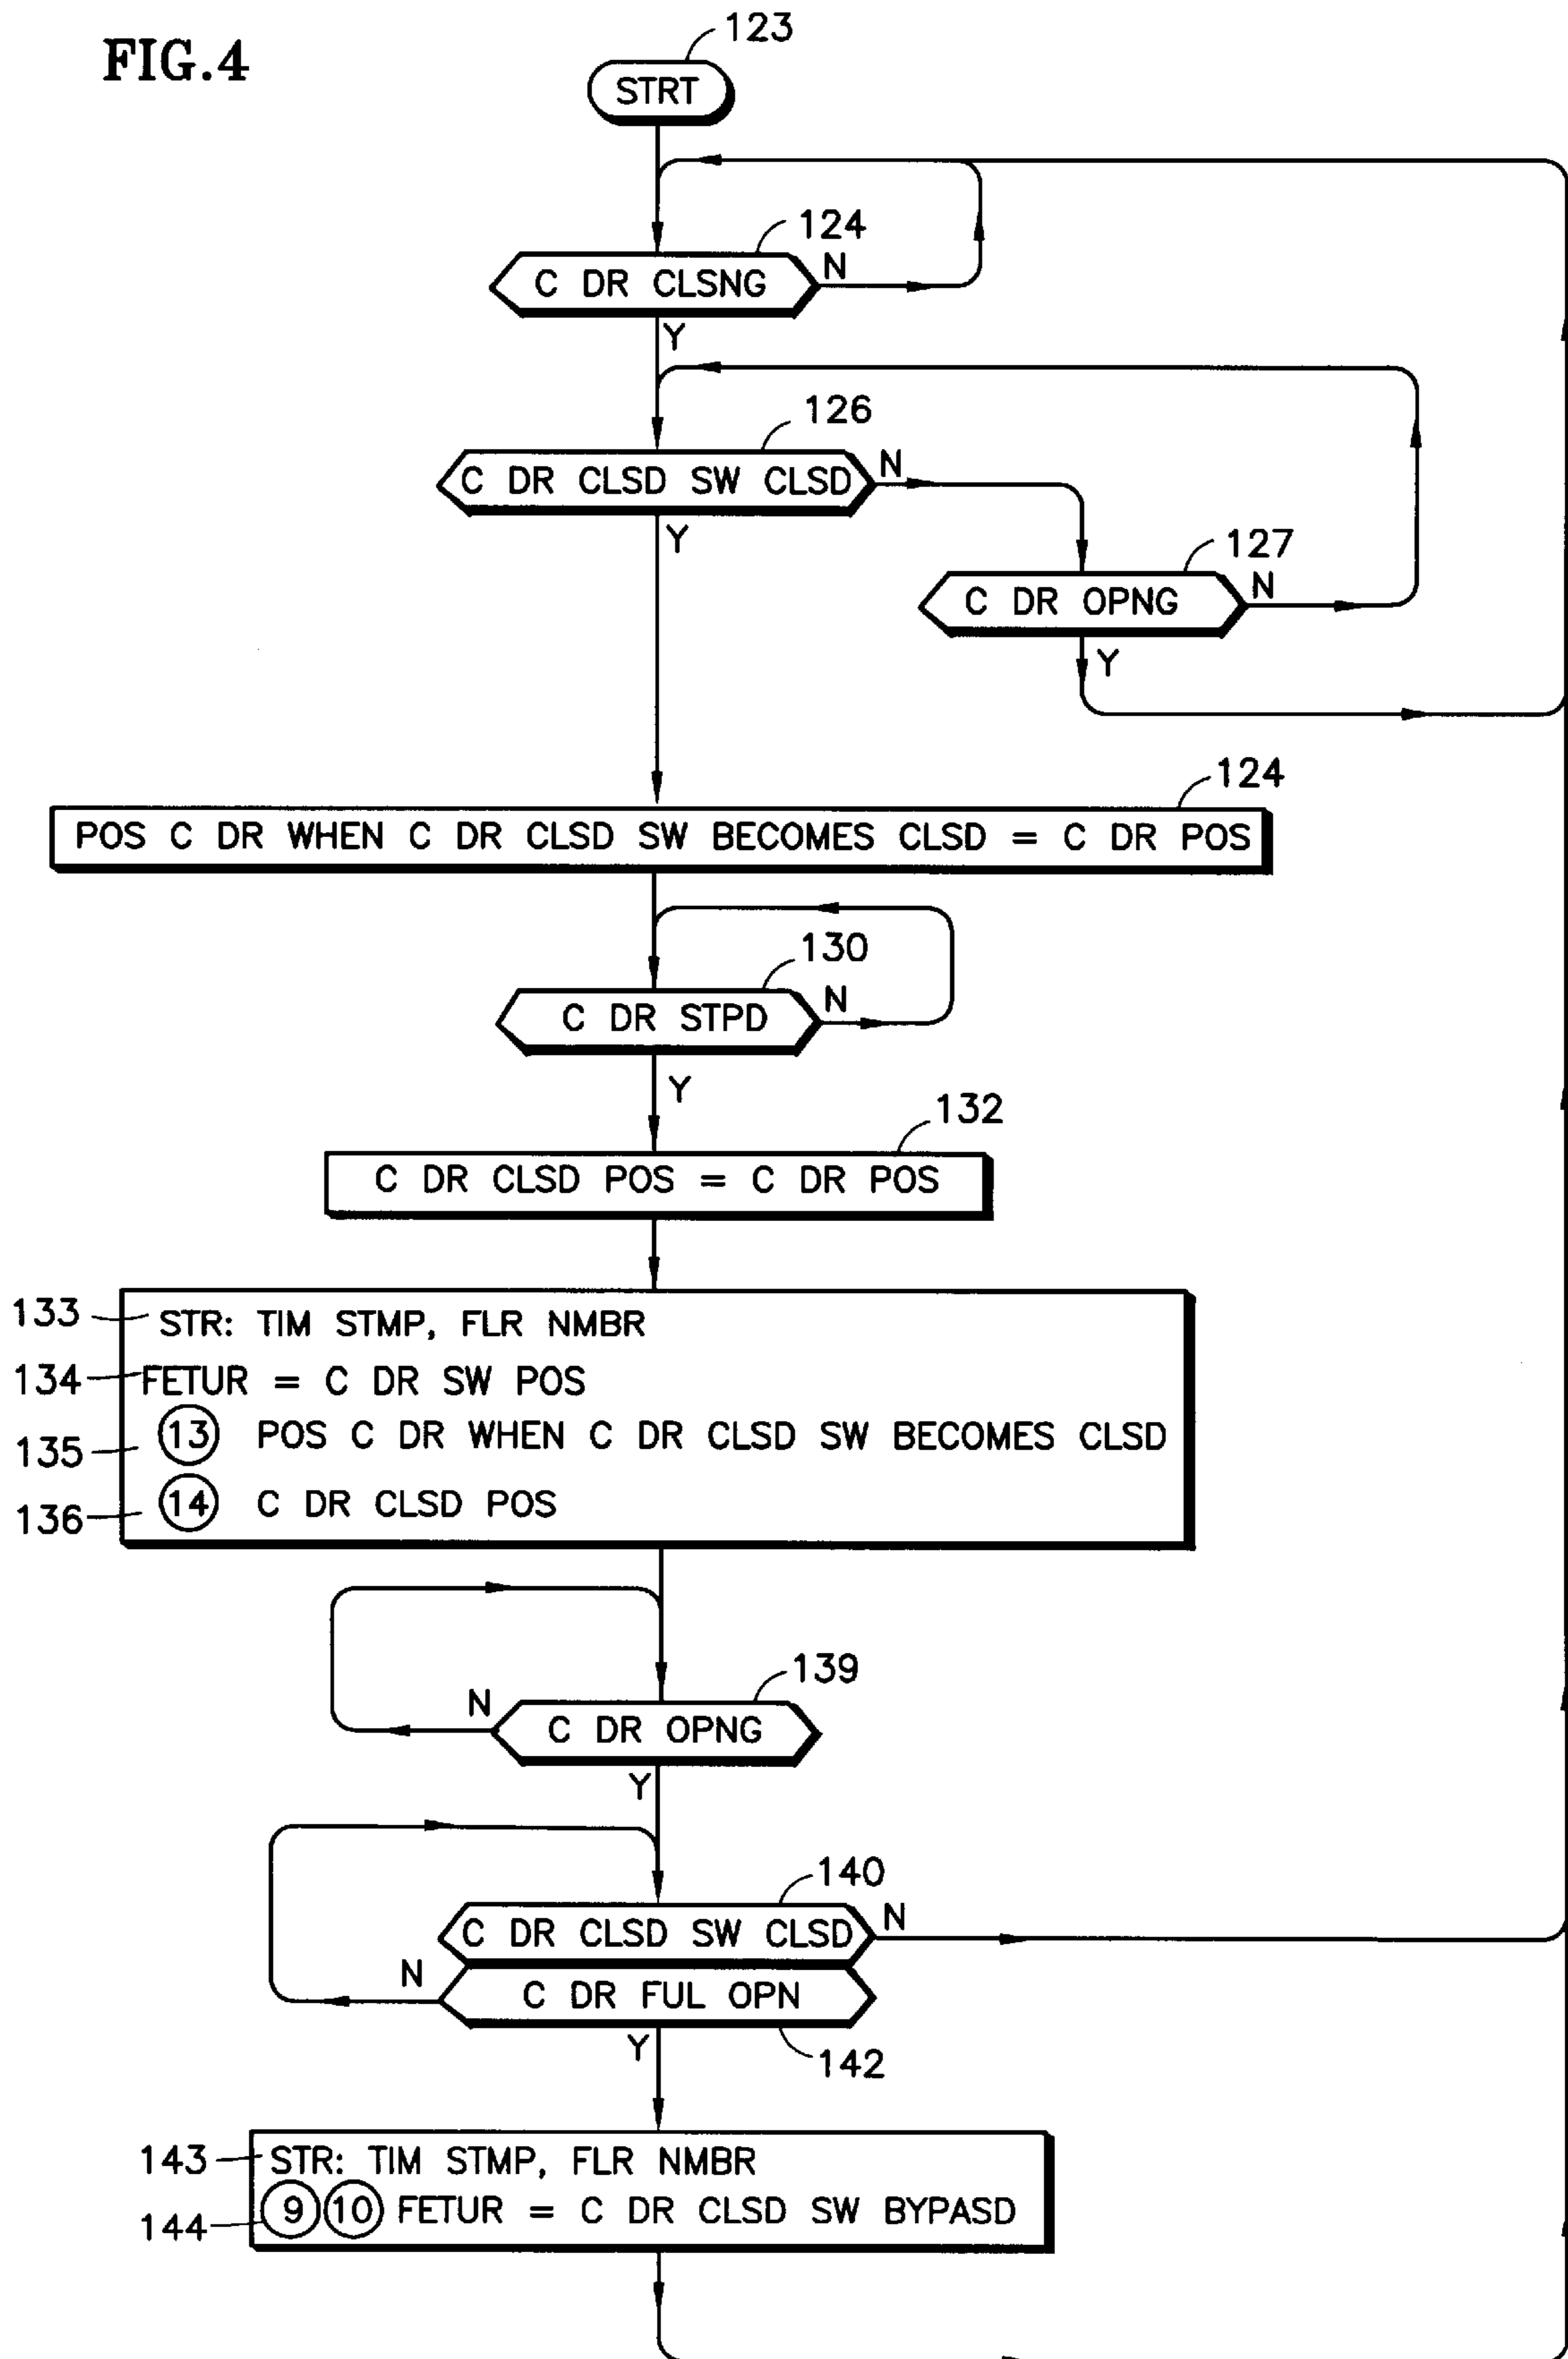 FIG.4
123
STRT
124
C DR CLSNG
N
Y
126
C DR CLSD SW CLSD
N
Y
127
C DR OPNG
N
Y
124
POS C DR WHEN C DR CLSD SW BECOMES CLSD = C DR POS
130
C DR STPD
N
Y
132
C DR CLSD POS = C DR POS
133 STR: TIM STMP, FLR NMBR
134 FETUR = C DR SW POS
135 13 POS C DR WHEN C DR CLSD SW BECOMES CLSD
136 14 C DR CLSD POS
139
N
C DR OPNG
Y
140
C DR CLSD SW CLSD
N
N
C DR FUL OPN
Y
142
143 STR: TIM STMP, FLR NMBR
144 9 10 FETUR = C DR CLSD SW BYPASD